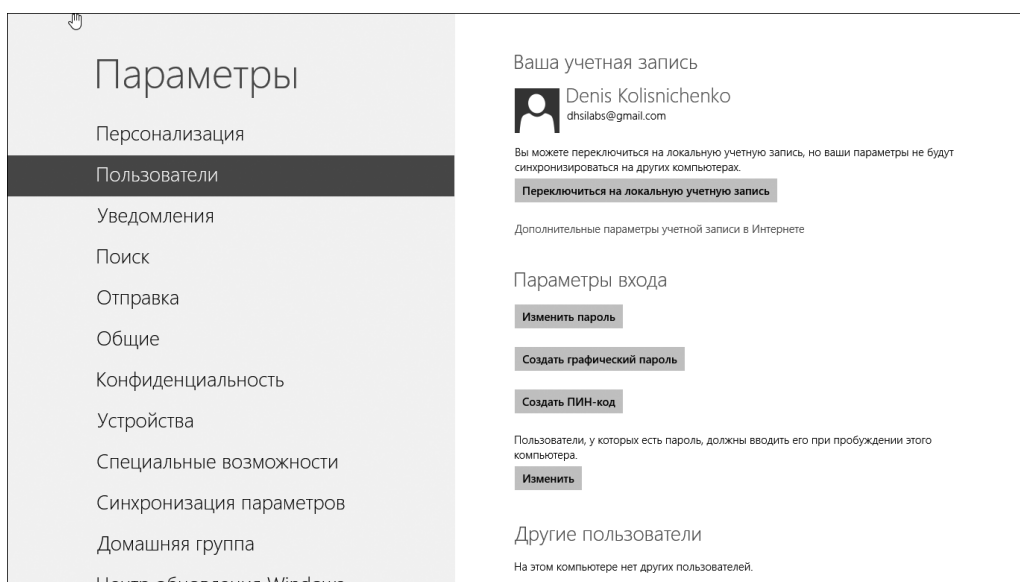 Параметры
Персонализация
Пользователи
Уведомления
Поиск
Отправка
Общие
Конфиденциальность
Устройства
Специальные возможности
Синхронизация параметров
Домашняя группа
Центр обновления Windows
Ваша учетная запись
Denis Kolisnichenko
dhsilabs@gmail.com
Вы можете переключиться на локальную учетную запись, но ваши параметры не будут
синхронизироваться на других компьютерах.
Переключиться на локальную учетную запись
Дополнительные параметры учетной записи в Интернете
Параметры входа
Изменить пароль
Создать графический пароль
Создать ПИН-код
Пользователи, у которых есть пароль, должны вводить его при пробуждении этого
компьютера.
Изменить
Другие пользователи
На этом компьютере нет других пользователей.